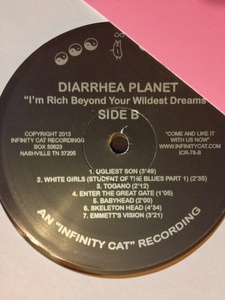 DIARRHEA PLANET
"I'm Rich Beyond Your Wildest Dreams"
SIDE B
COPYRIGHT 2013
INFINITY CAT RECORDINGS
BOX 50623
NASHVILLE TN 37205
"COME AND LIKE IT
WITH US NOW"
WWW.INFINITYCAT.COM
ICR-78-B
1. UGLIEST SON (3'49)
2. WHITE GIRLS (STUDENT OF THE BLUES PART 1) (2'35)
3. TOGANO (2'12)
4. ENTER THE GREAT GATE (1'05)
5. BABYHEAD (2'00)
6. SKELETON HEAD (4'34)
7. EMMETT'S VISION (3'21)
AN "INFINITY CAT" RECORDING